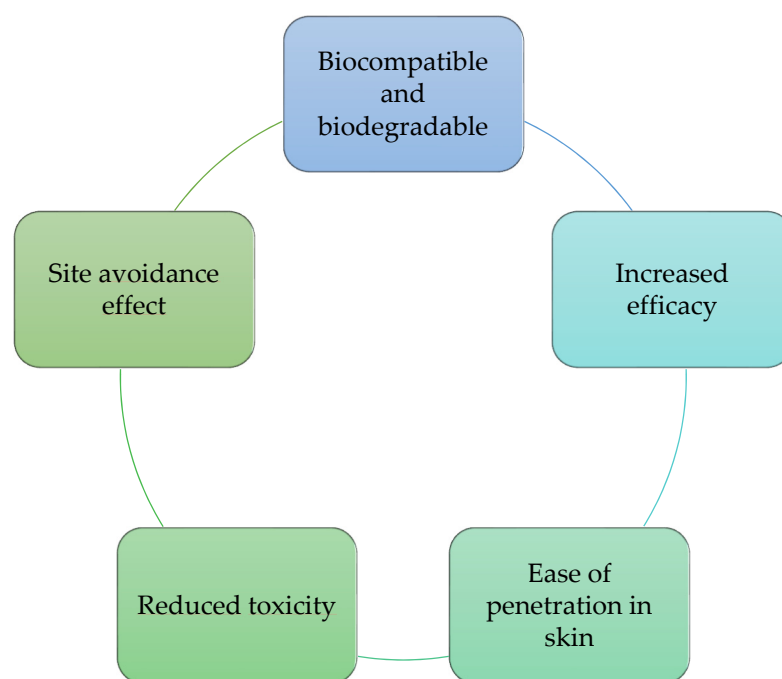 Biocompatible
and
biodegradable
Site avoidance
effect
Increased
efficacy
Reduced toxicity
Ease of
penetration in
skin